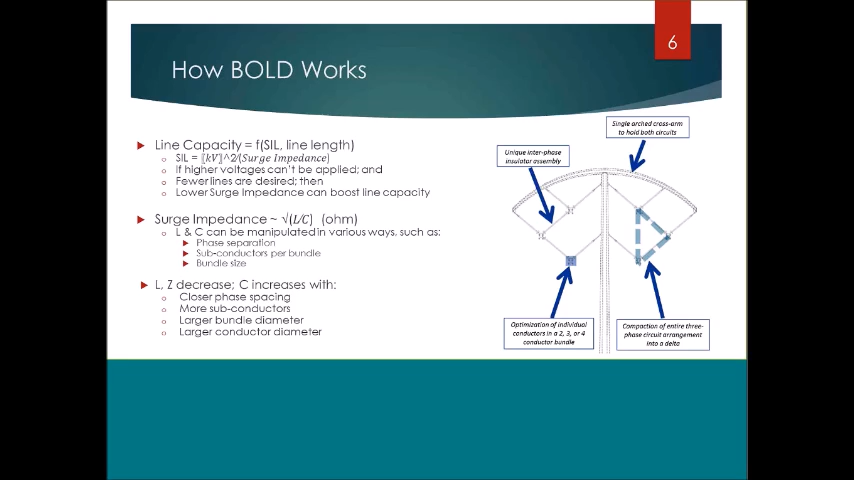 6
How BOLD Works
Line Capacity = f(SIL, line length)
SIL = 〖kV〗^2∕(Surge Impedance)
If higher voltages can't be applied; and
Fewer lines are desired; then
Lower Surge Impedance can boost line capacity
Surge Impedance ~ √(L∕C) (ohm)
L & C can be manipulated in various ways, such as:
Phase separation
Sub-conductors per bundle
Bundle size
L, Z decrease; C increases with:
Closer phase spacing
More sub-conductors
Larger bundle diameter
Larger conductor diameter
Single arched cross-arm
to hold both circuits
Unique inter-phase
insulator assembly
Optimization of individual
conductors in a 2, 3, or 4
conductor bundle
Compaction of entire three-
phase circuit arrangement
into a delta